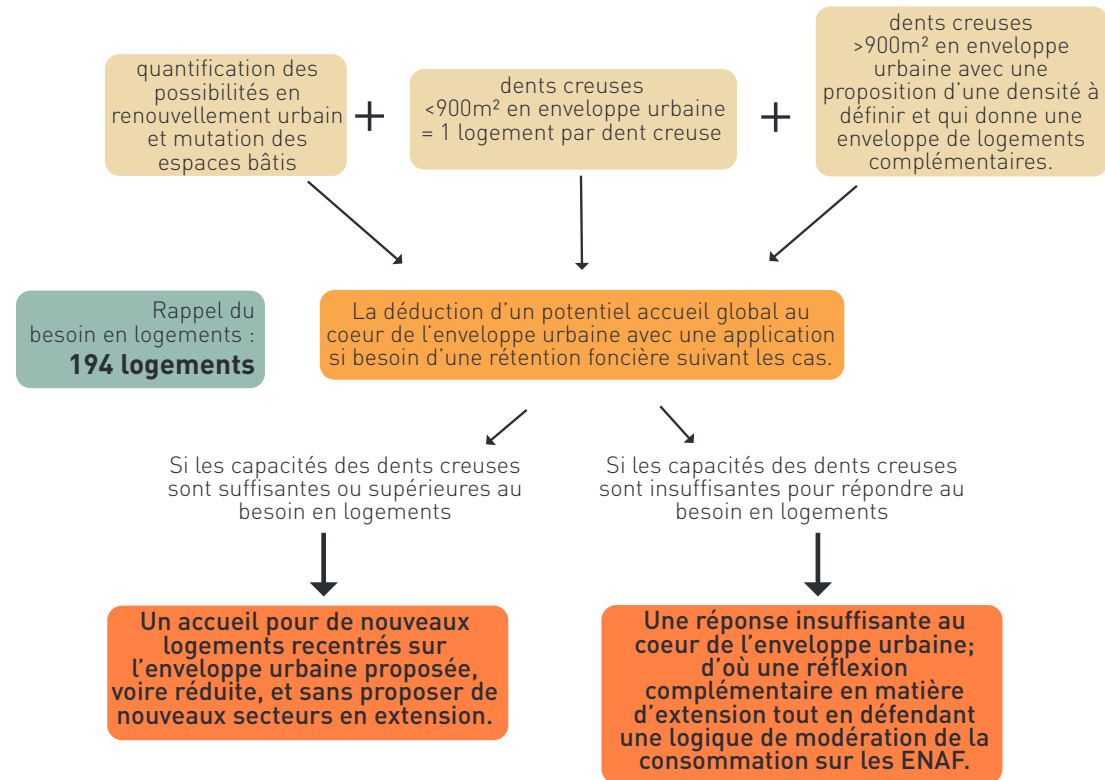 quantification des
possibilités en
renouvellement urbain
et mutation des
espaces bâtis
+
dents creuses
<900m² en enveloppe urbaine
= 1 logement par dent creuse
+
dents creuses
>900m² en enveloppe
urbaine avec une
proposition d'une densité à
définir et qui donne une
enveloppe de logements
complémentaires.
Rappel du
besoin en logements :
194 logements
La déduction d'un potentiel accueil global au
coeur de l'enveloppe urbaine avec une application
si besoin d'une rétention foncière suivant les cas.
Si les capacités des dents creuses
sont suffisantes ou supérieures au
besoin en logements
Si les capacités des dents creuses
sont insuffisantes pour répondre au
besoin en logements
Un accueil pour de nouveaux
logements recentrés sur
l'enveloppe urbaine proposée,
voire réduite, et sans proposer de
nouveaux secteurs en extension.
Une réponse insuffisante au
coeur de l'enveloppe urbaine;
d'où une réflexion
complémentaire en matière
d'extension tout en défendant
une logique de modération de la
consommation sur les ENAF.